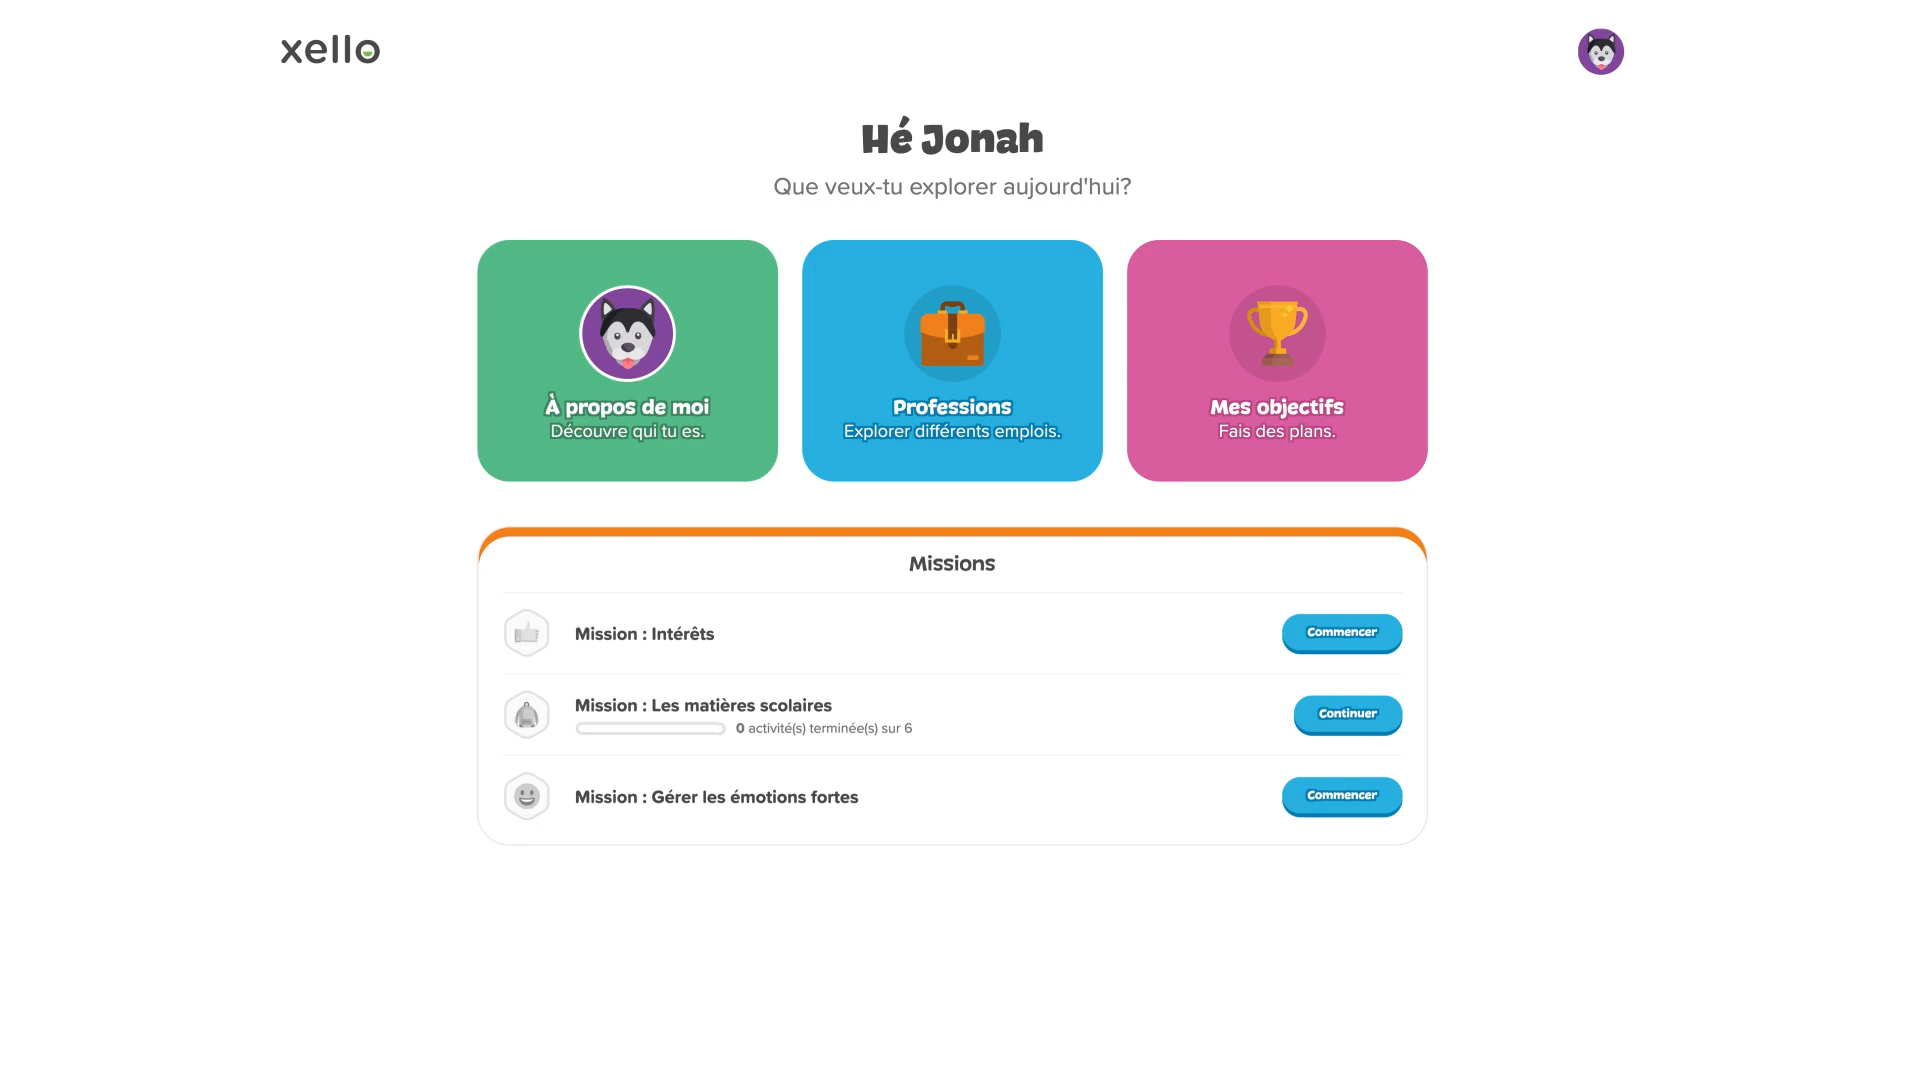 xello
Hé Jonah
Que veux-tu explorer aujourd'hui?
À propos de moi
Découvre qui tu es.
Professions
Explorer différents emplois.
Mes objectifs
Fais des plans.
Missions
Mission : Intérêts
Commencer
Mission : Les matières scolaires
0 activité(s) terminée(s) sur 6
Continuer
Mission : Gérer les émotions fortes
Commencer